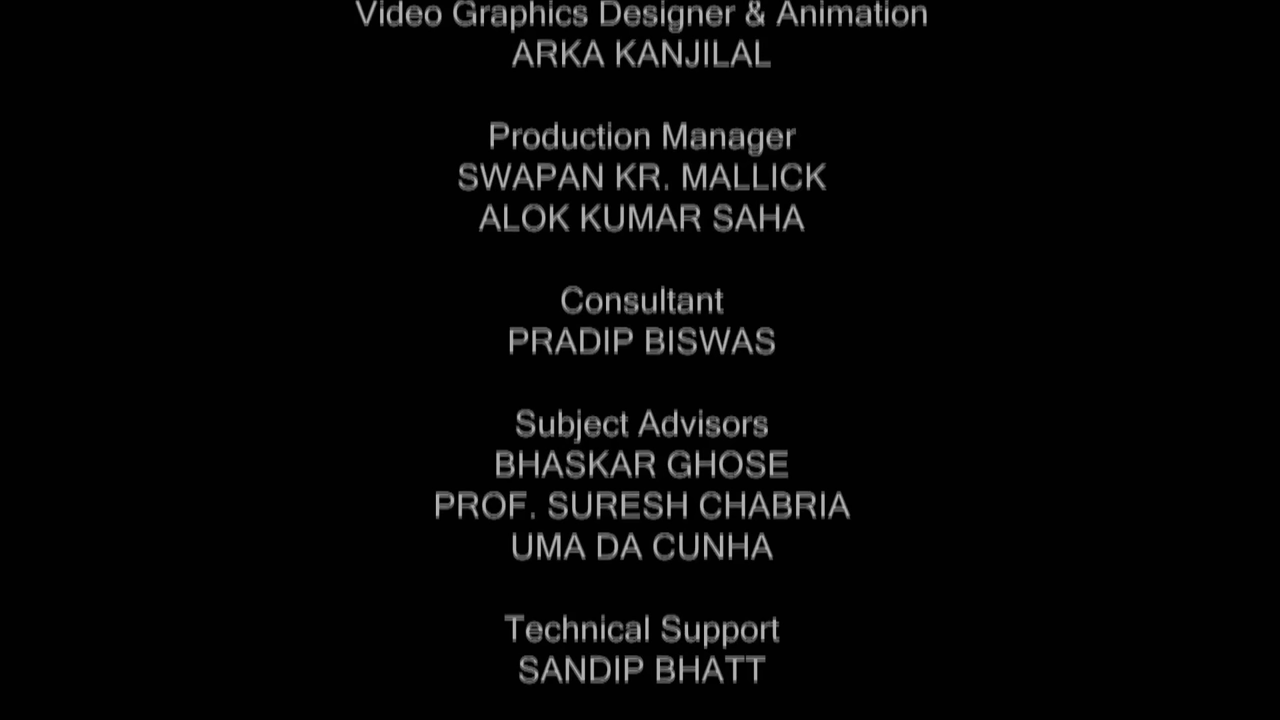 Video Graphics Designer & Animation
ARKA KANJILAL
Production Manager
SWAPAN KR. MALLICK
ALOK KUMAR SAHA
Consultant
PRADIP BISWAS
Subject Advisors
BHASKAR GHOSE
PROF. SURESH CHABRIA
UMA DA CUNHA
Technical Support
SANDIP BHATT